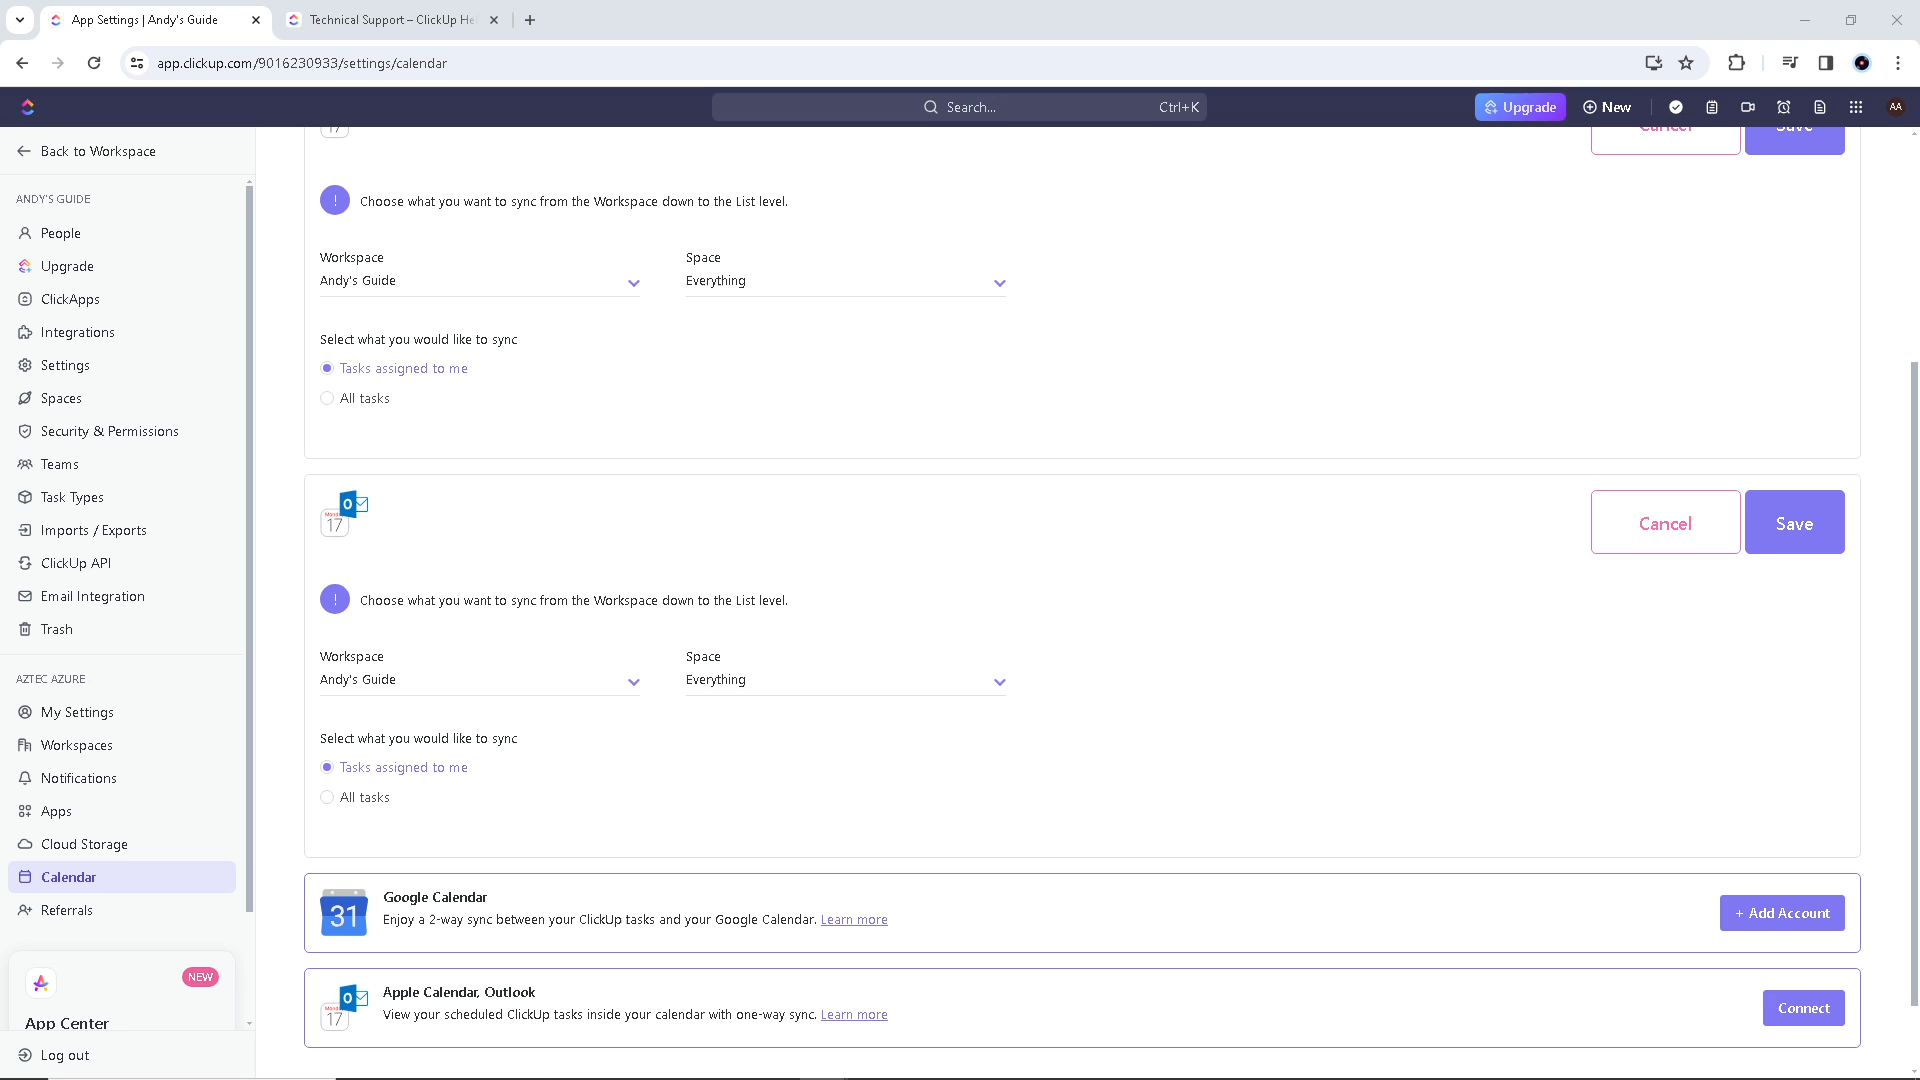 App Settings | Andy's Guide
Technical Support – ClickUp He
app.clickup.com/9016230933/settings/calendar
Search...
Ctrl+K
Upgrade
New
AA
Back to Workspace
17
Cancel
Save
ANDY'S GUIDE
People
Upgrade
ClickApps
Integrations
Settings
Spaces
Security & Permissions
Teams
Task Types
Imports / Exports
ClickUp API
Email Integration
Trash
AZTEC AZURE
My Settings
Workspaces
Notifications
Apps
Cloud Storage
Calendar
Referrals
NEW
App Center
Log out
! Choose what you want to sync from the Workspace down to the List level.
Workspace
Andy's Guide
Space
Everything
Select what you would like to sync
Tasks assigned to me
All tasks
17
Cancel
Save
! Choose what you want to sync from the Workspace down to the List level.
Workspace
Andy's Guide
Space
Everything
Select what you would like to sync
Tasks assigned to me
All tasks
31
Google Calendar
Enjoy a 2-way sync between your ClickUp tasks and your Google Calendar. Learn more
+ Add Account
17
Apple Calendar, Outlook
View your scheduled ClickUp tasks inside your calendar with one-way sync. Learn more
Connect